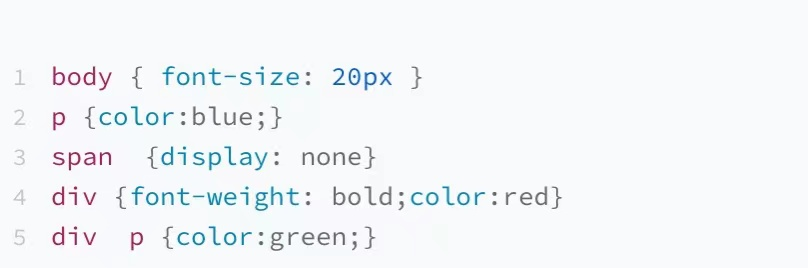 1 body { font-size: 20px }
2 p {color:blue;}
3 span  {display: none}
4 div {font-weight: bold;color:red}
5 div  p {color:green;}